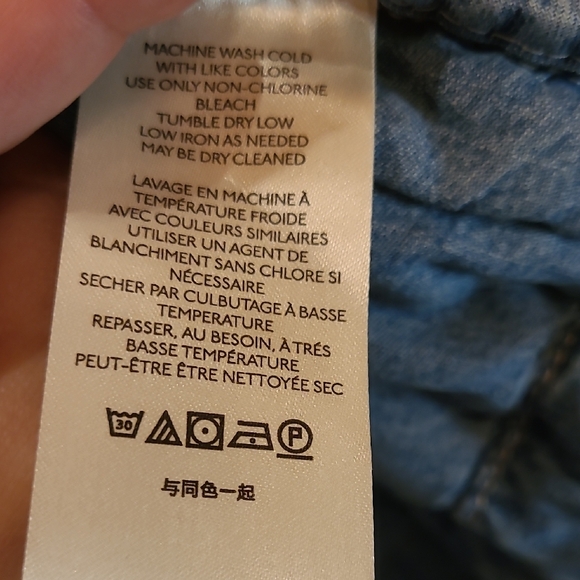 MACHINE WASH COLD
WITH LIKE COLORS
USE ONLY NON-CHLORINE
BLEACH
TUMBLE DRY LOW
LOW IRON AS NEEDED
MAY BE DRY CLEANED
LAVAGE EN MACHINE À
TEMPÉRATURE FROIDE
AVEC COULEURS SIMILAIRES
UTILISER UN AGENT DE
BLANCHIMENT SANS CHLORE SI
NÉCESSAIRE
SECHER PAR CULBUTAGE À BASSE
TEMPERATURE
REPASSER, AU BESOIN, À TRÉS
BASSE TEMPÉRATURE
PEUT-ÊTRE ÊTRE NETTOYÉE SEC
30 P
与同色一起